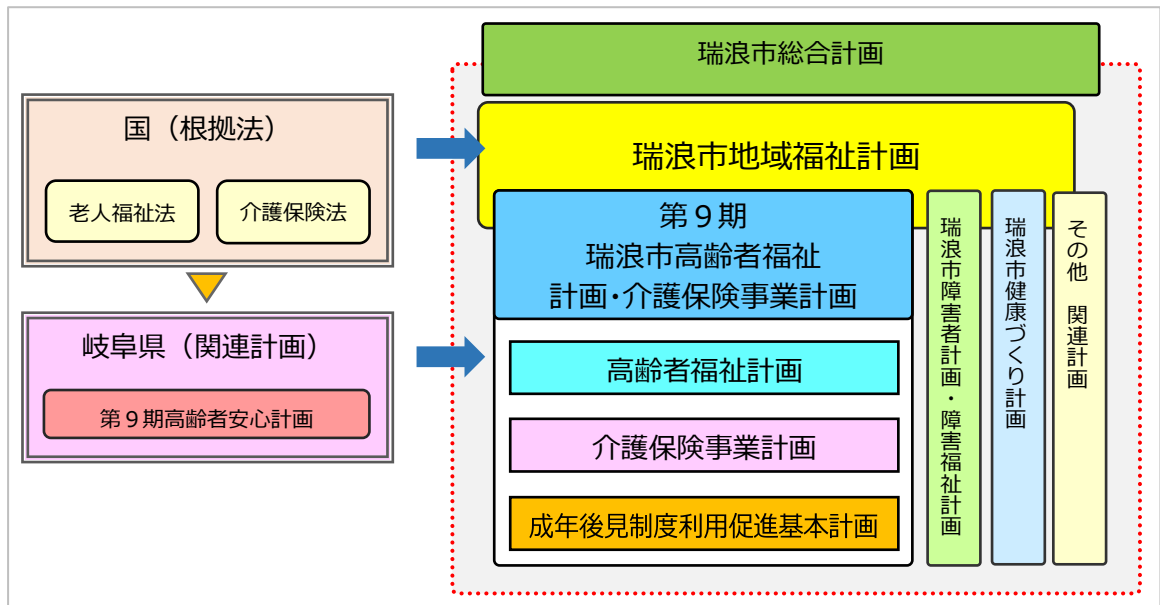 瑞浪市総合計画
国（根拠法）
老人福祉法
介護保険法
岐阜県（関連計画）
第９期高齢者安心計画
瑞浪市地域福祉計画
第９期
瑞浪市高齢者福祉
計画･介護保険事業計画
高齢者福祉計画
介護保険事業計画
成年後見制度利用促進基本計画
瑞浪市障害者計画・障害福祉計画
瑞浪市健康づくり計画
その他　関連計画